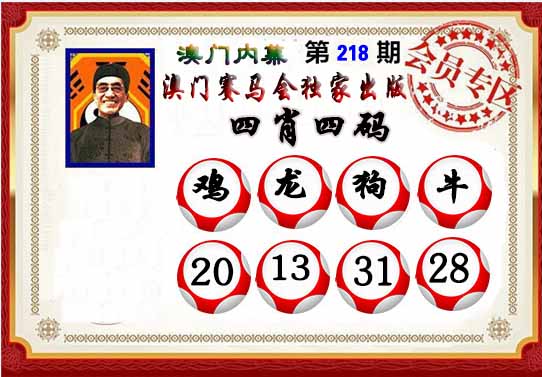 澳门内幕 第218期
会员专区
澳门赛马会独家出版
四肖四码
鸡 龙 狗 牛
20 13 31 28